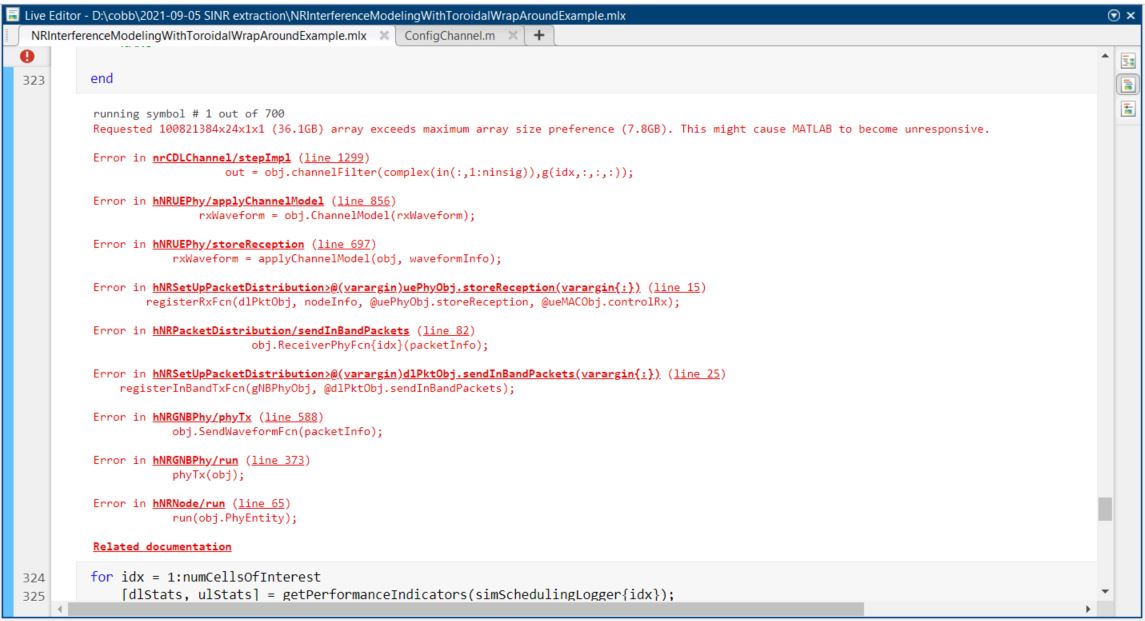 Live Editor - D:\cobb\2021-09-05 SINR extraction\NRInterferenceModelingWithToroidalWrapAroundExample.mlx
NRInterferenceModelingWithToroidalWrapAroundExample.mlx ConfigChannel.m
323 end
running symbol # 1 out of 700
Requested 100821384x24x1x1 (36.1GB) array exceeds maximum array size preference (7.8GB). This might cause MATLAB to become unresponsive.
Error in nrCDLChannel/stepImpl (line 1299)
out = obj.channelFilter(complex(in(:,1:ninsig)),g(idx,:,:,:));
Error in hNRUEPhy/applyChannelModel (line 856)
rxWaveform = obj.ChannelModel(rxWaveform);
Error in hNRUEPhy/storeReception (line 697)
rxWaveform = applyChannelModel(obj, waveformInfo);
Error in hNRSetUpPacketDistribution>@(varargin)uePhyObj.storeReception(varargin{:}) (line 15)
registerRxFcn(dlPktObj, nodeInfo, @uePhyObj.storeReception, @ueMACObj.controlRx);
Error in hNRPacketDistribution/sendInBandPackets (line 82)
obj.ReceiverPhyFcn{idx}(packetInfo);
Error in hNRSetUpPacketDistribution>@(varargin)dlPktObj.sendInBandPackets(varargin{:}) (line 25)
registerInBandTxFcn(gNBPhyObj, @dlPktObj.sendInBandPackets);
Error in hNRGNBPhy/phyTx (line 588)
obj.SendWaveformFcn(packetInfo);
Error in hNRGNBPhy/run (line 373)
phyTx(obj);
Error in hNRNode/run (line 65)
run(obj.PhyEntity);
Related documentation
324 for idx = 1:numCellsOfInterest
325 [dlStats, ulStats] = getPerformanceIndicators(simSchedulingLogger{idx});